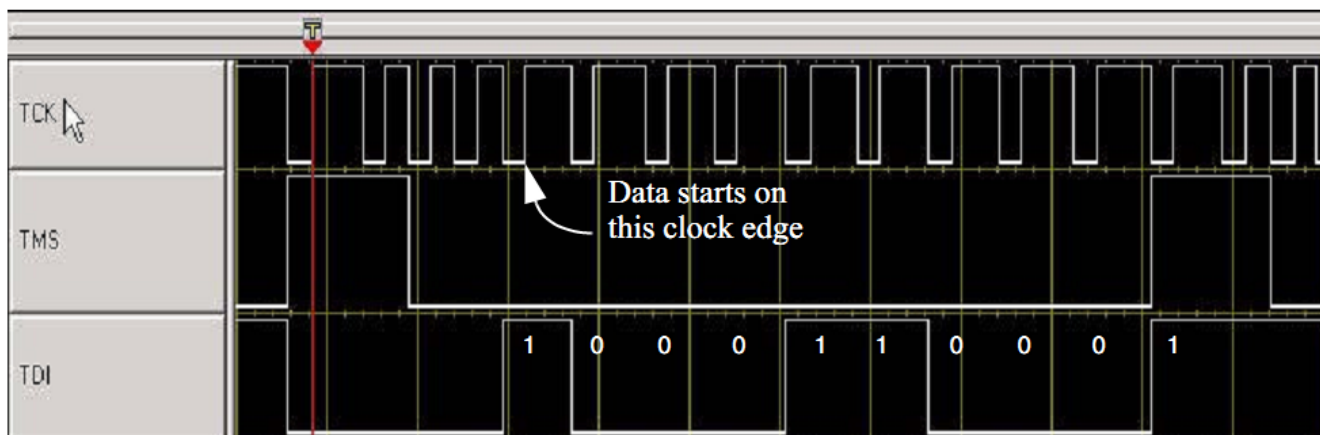 T
TCK
TMS
Data starts on
this clock edge
TDI
1 0 0 0 1 1 0 0 0 1